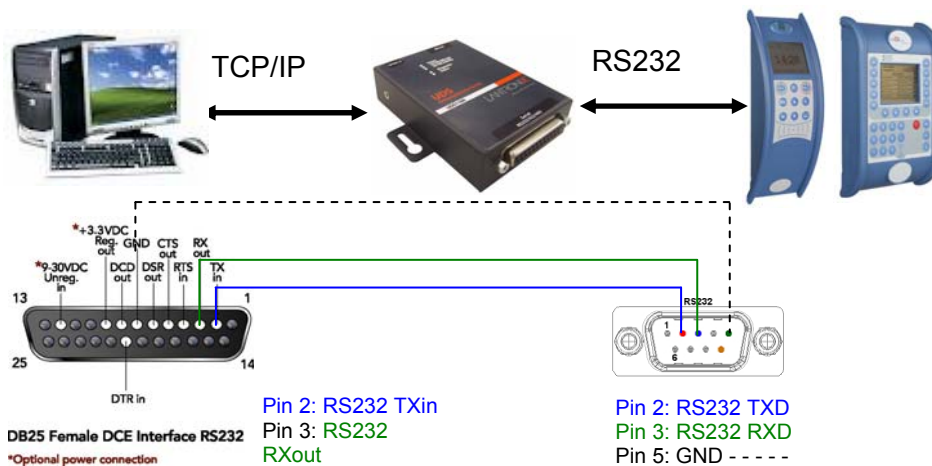 TCP/IP
RS232
UDS
LANTRONIX
*+3.3VDC
Reg. GND CTS RX
out out out
*9-30VDC DCD DSR RTS TX
Unreg. out out in in
in
13 1
25 14
DTR in
DB25 Female DCE Interface RS232
*Optional power connection
RS232
1
6
Pin 2: RS232 TXin
Pin 3: RS232
RXout
Pin 2: RS232 TXD
Pin 3: RS232 RXD
Pin 5: GND - - - - -